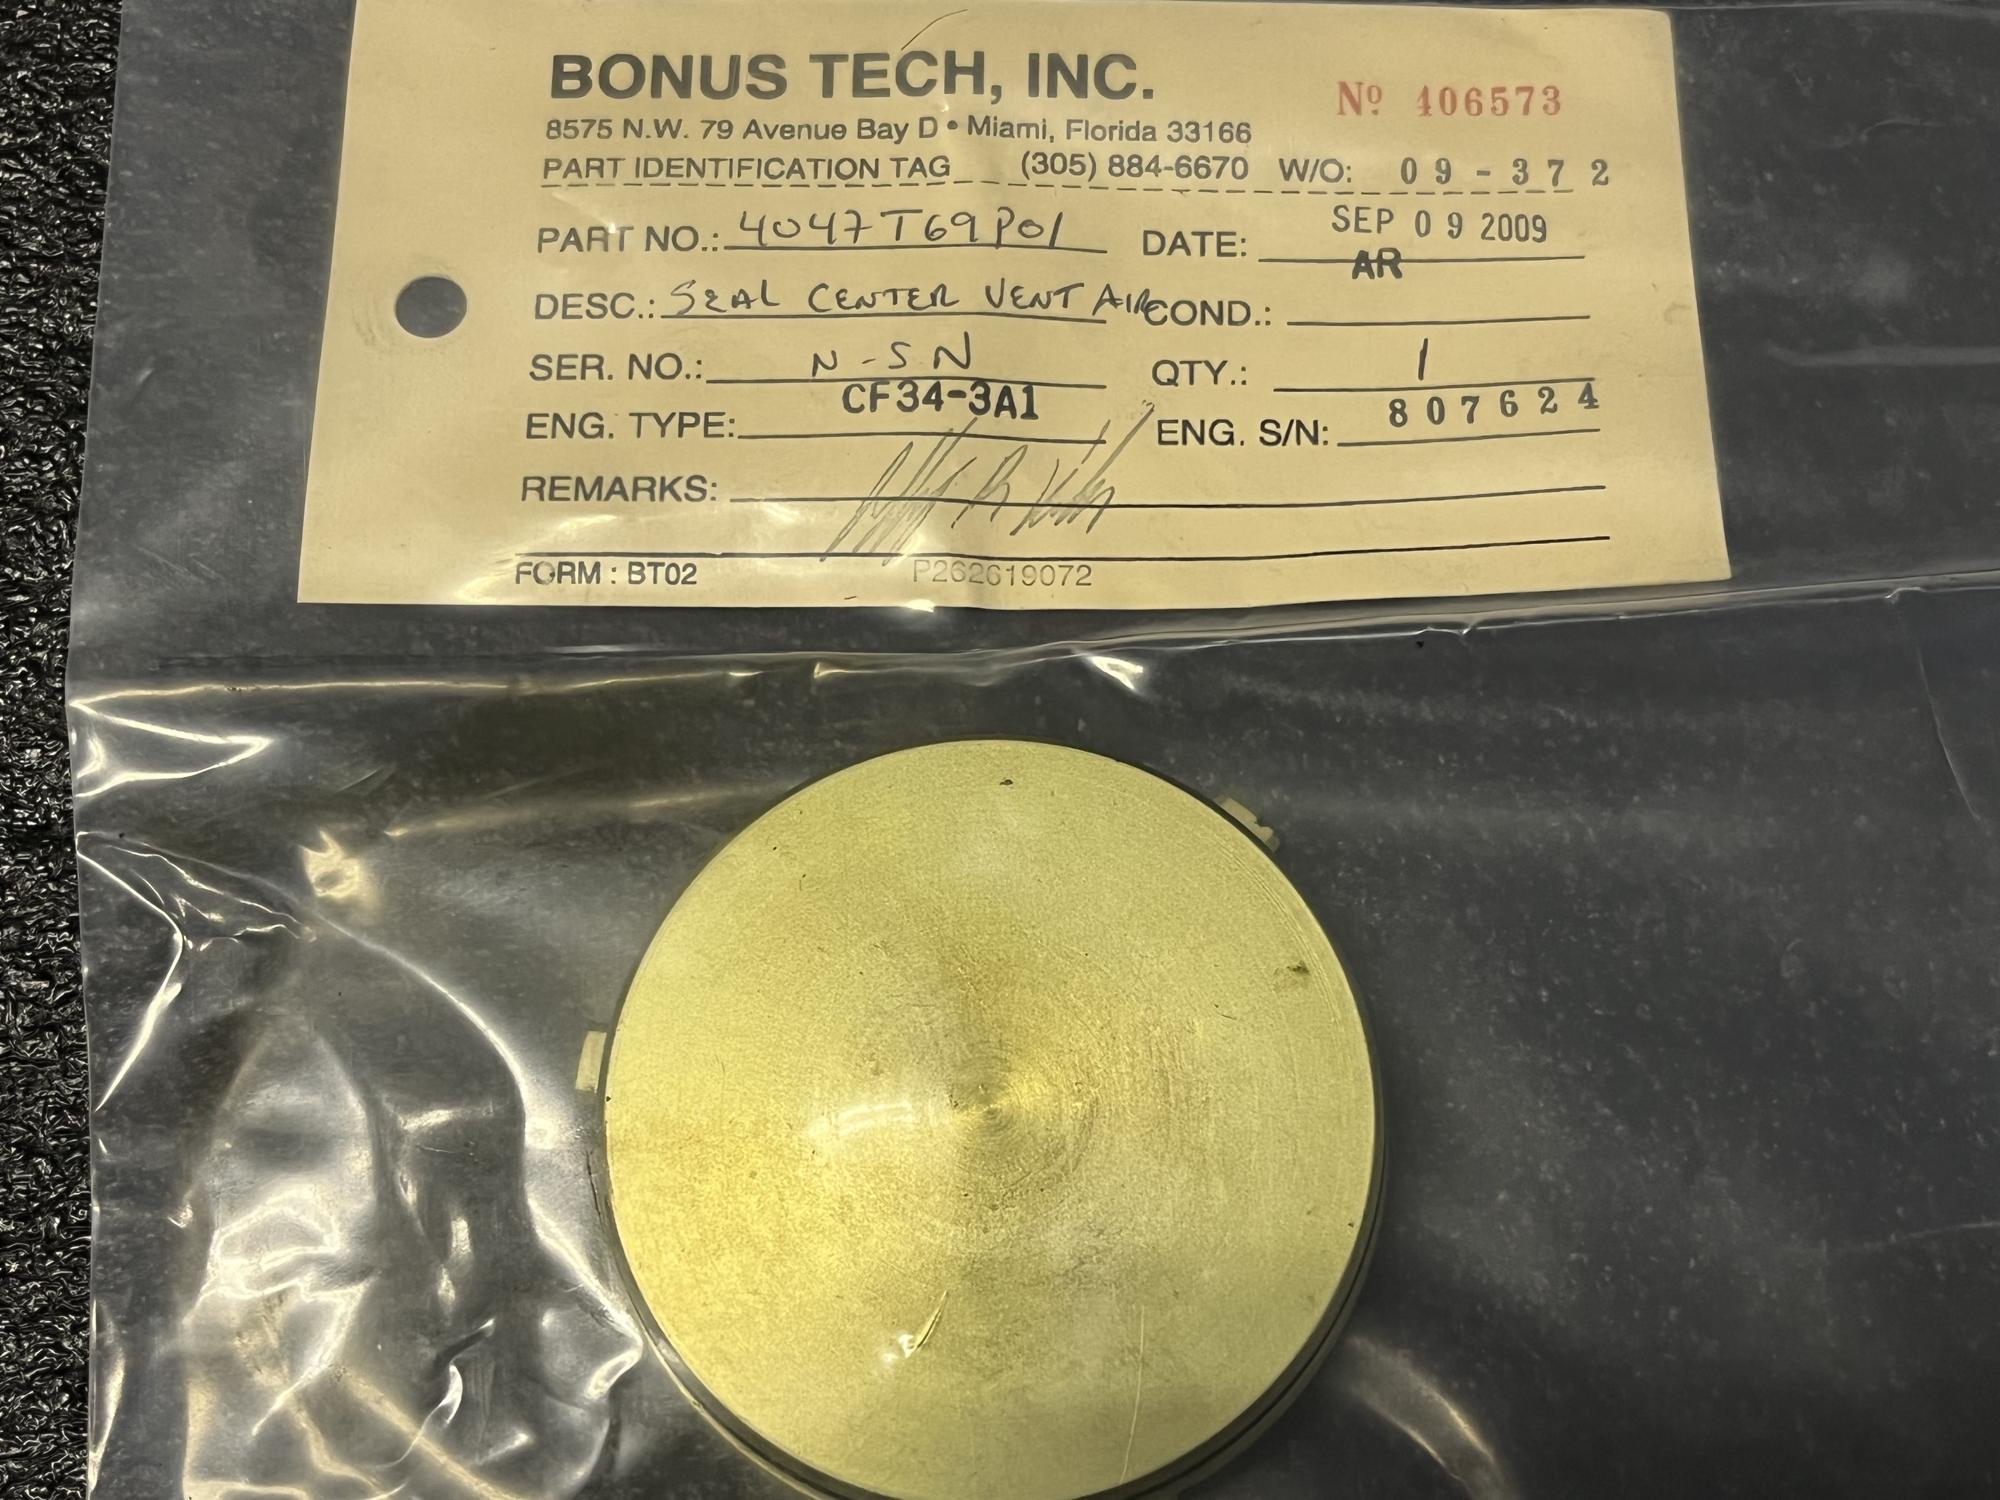 BONUS TECH, INC.
Nº 406573
8575 N.W. 79 Avenue Bay D • Miami, Florida 33166
PART IDENTIFICATION TAG (305) 884-6670 W/O: 09-372
PART NO.: 4047T69P01 DATE: SEP 09 2009
DESC.: SEAL CENTER VENT AIR COND.: AR
SER. NO.: N-SN QTY.: 1
ENG. TYPE: CF34-3A1 ENG. S/N: 807624
REMARKS:
FORM : BT02 P262619072